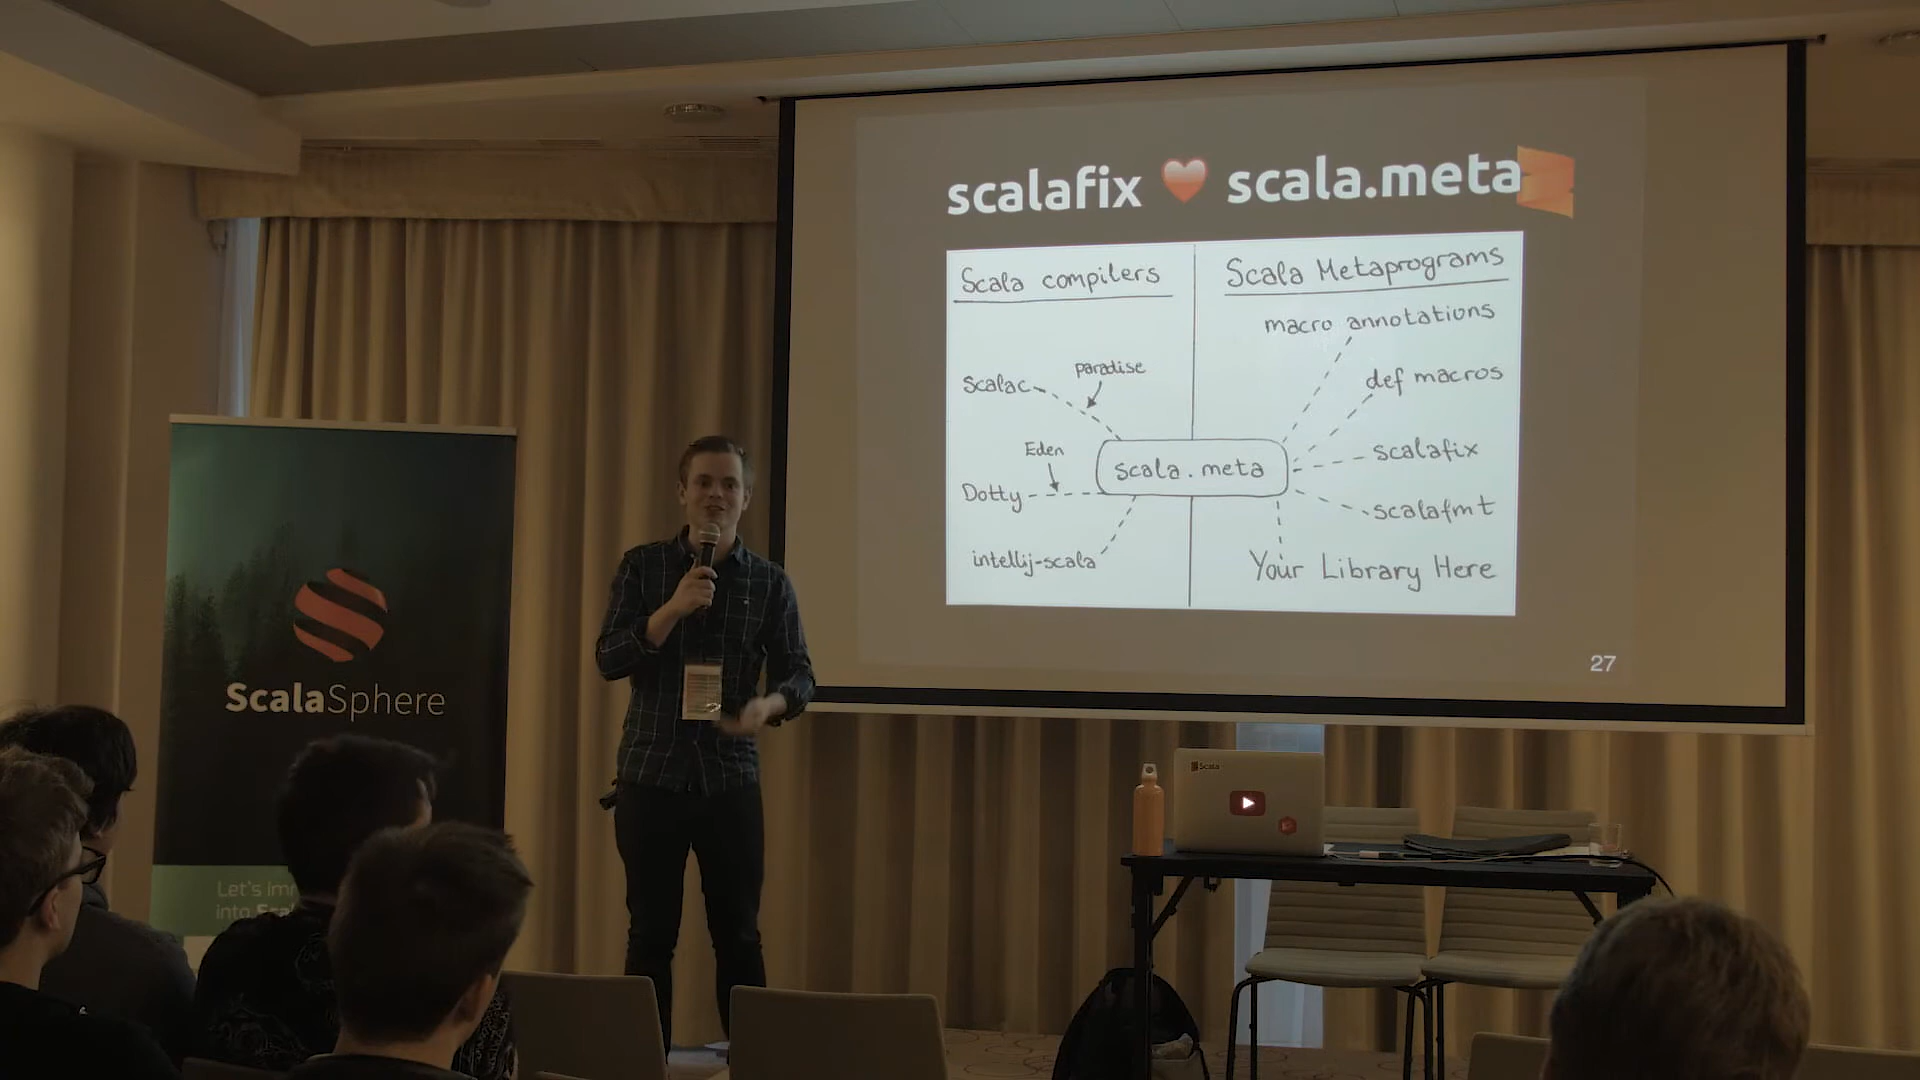 scalafix ❤ scala.meta
Scala compilers
Scala Metaprograms
macro annotations
paradise
def macros
Scalac
Eden
scala.meta
scalafix
Dotty
scalafmt
intellij-scala
Your Library Here
27
ScalaSphere
Let's
into
Scala